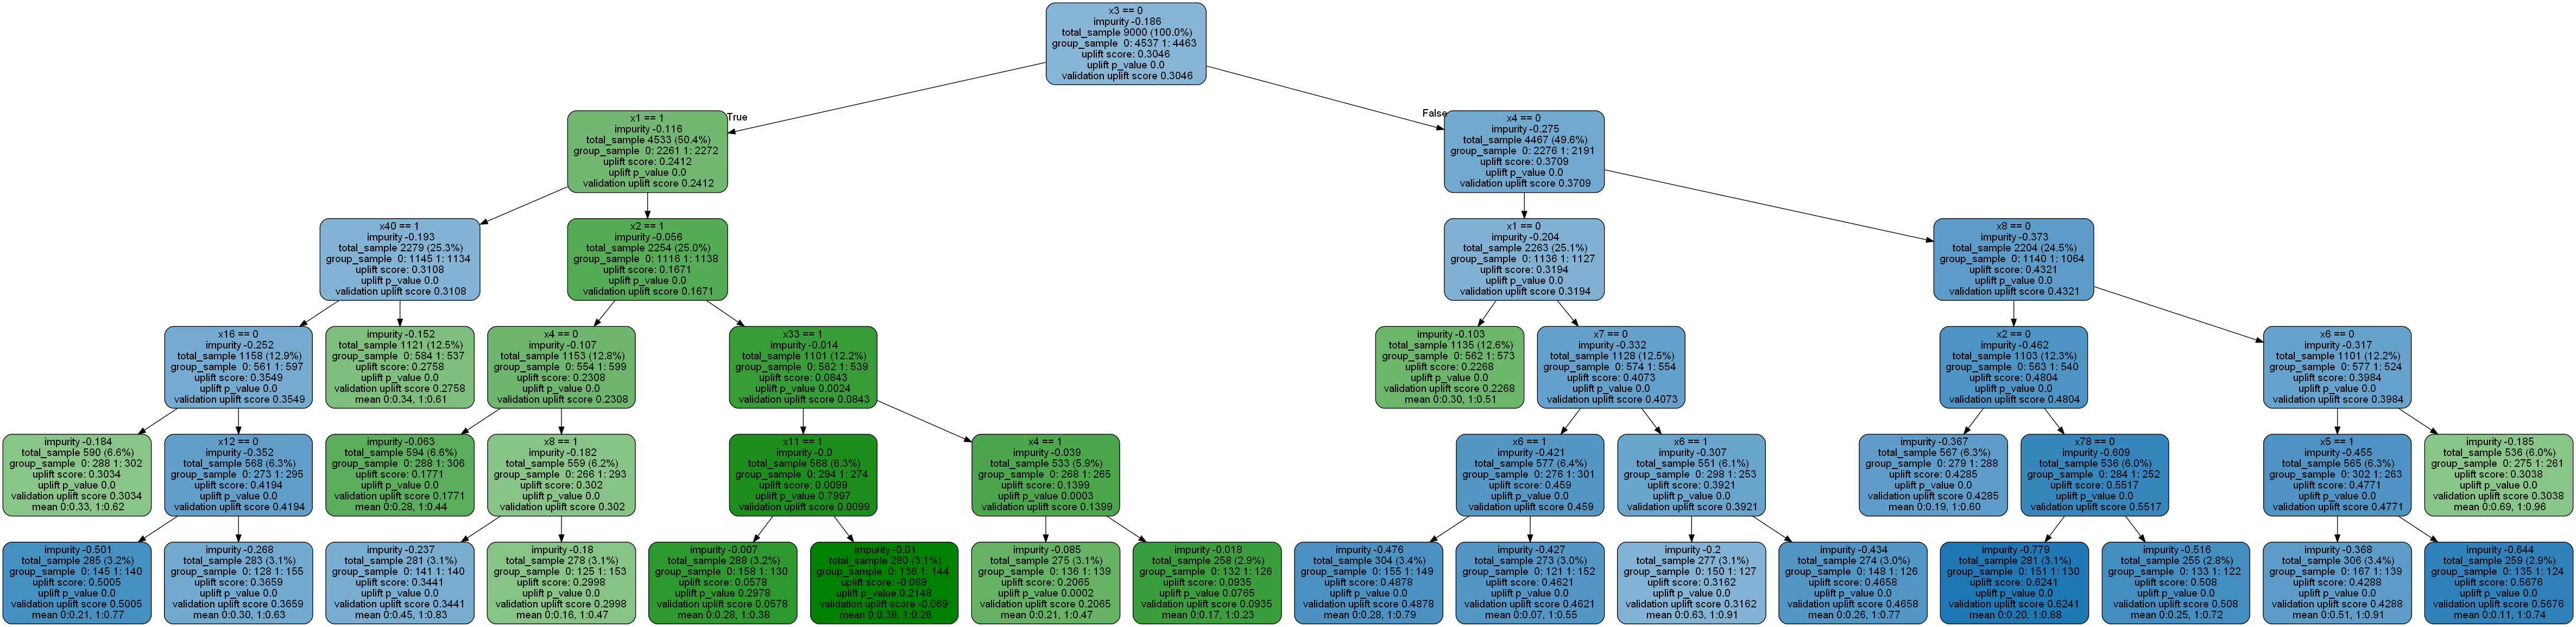 x3 == 0
impurity -0.186
total_sample 9000 (100.0%)
group_sample 0: 4537 1: 4463
uplift score: 0.3046
uplift p_value 0.0
validation uplift score 0.3046
True
False
x1 == 1
impurity -0.116
total_sample 4533 (50.4%)
group_sample 0: 2261 1: 2272
uplift score: 0.2412
uplift p_value 0.0
validation uplift score 0.2412
x4 == 0
impurity -0.275
total_sample 4467 (49.6%)
group_sample 0: 2276 1: 2191
uplift score: 0.3709
uplift p_value 0.0
validation uplift score 0.3709
x40 == 1
impurity -0.193
total_sample 2279 (25.3%)
group_sample 0: 1145 1: 1134
uplift score: 0.3108
uplift p_value 0.0
validation uplift score 0.3108
x2 == 1
impurity -0.056
total_sample 2254 (25.0%)
group_sample 0: 1116 1: 1138
uplift score: 0.1671
uplift p_value 0.0
validation uplift score 0.1671
x1 == 0
impurity -0.204
total_sample 2263 (25.1%)
group_sample 0: 1136 1: 1127
uplift score: 0.3194
uplift p_value 0.0
validation uplift score 0.3194
x8 == 0
impurity -0.373
total_sample 2204 (24.5%)
group_sample 0: 1140 1: 1064
uplift score: 0.4321
uplift p_value 0.0
validation uplift score 0.4321
x16 == 0
impurity -0.252
total_sample 1158 (12.9%)
group_sample 0: 561 1: 597
uplift score: 0.3549
uplift p_value 0.0
validation uplift score 0.3549
impurity -0.152
total_sample 1121 (12.5%)
group_sample 0: 584 1: 537
uplift score: 0.2758
uplift p_value 0.0
validation uplift score 0.2758
mean 0:0.34, 1:0.61
x4 == 0
impurity -0.107
total_sample 1153 (12.8%)
group_sample 0: 554 1: 599
uplift score: 0.2308
uplift p_value 0.0
validation uplift score 0.2308
x33 == 1
impurity -0.014
total_sample 1101 (12.2%)
group_sample 0: 562 1: 539
uplift score: 0.0843
uplift p_value 0.0024
validation uplift score 0.0843
impurity -0.103
total_sample 1135 (12.6%)
group_sample 0: 562 1: 573
uplift score: 0.2268
uplift p_value 0.0
validation uplift score 0.2268
mean 0:0.30, 1:0.51
x7 == 0
impurity -0.332
total_sample 1128 (12.5%)
group_sample 0: 574 1: 554
uplift score: 0.4073
uplift p_value 0.0
validation uplift score 0.4073
x2 == 0
impurity -0.462
total_sample 1103 (12.3%)
group_sample 0: 563 1: 540
uplift score: 0.4804
uplift p_value 0.0
validation uplift score 0.4804
x6 == 0
impurity -0.317
total_sample 1101 (12.2%)
group_sample 0: 577 1: 524
uplift score: 0.3984
uplift p_value 0.0
validation uplift score 0.3984
impurity -0.184
total_sample 590 (6.6%)
group_sample 0: 288 1: 302
uplift score: 0.3034
uplift p_value 0.0
validation uplift score 0.3034
mean 0:0.33, 1:0.62
x12 == 0
impurity -0.352
total_sample 568 (6.3%)
group_sample 0: 273 1: 295
uplift score: 0.4194
uplift p_value 0.0
validation uplift score 0.4194
impurity -0.063
total_sample 594 (6.6%)
group_sample 0: 288 1: 306
uplift score: 0.1771
uplift p_value 0.0
validation uplift score 0.1771
mean 0:0.28, 1:0.44
x8 == 1
impurity -0.182
total_sample 559 (6.2%)
group_sample 0: 266 1: 293
uplift score: 0.302
uplift p_value 0.0
validation uplift score 0.302
x11 == 1
impurity -0.0
total_sample 568 (6.3%)
group_sample 0: 294 1: 274
uplift score: 0.0099
uplift p_value 0.7997
validation uplift score 0.0099
x4 == 1
impurity -0.039
total_sample 533 (5.9%)
group_sample 0: 268 1: 265
uplift score: 0.1399
uplift p_value 0.0003
validation uplift score 0.1399
x6 == 1
impurity -0.421
total_sample 577 (6.4%)
group_sample 0: 276 1: 301
uplift score: 0.459
uplift p_value 0.0
validation uplift score 0.459
x6 == 1
impurity -0.307
total_sample 551 (6.1%)
group_sample 0: 298 1: 253
uplift score: 0.3921
uplift p_value 0.0
validation uplift score 0.3921
impurity -0.367
total_sample 567 (6.3%)
group_sample 0: 279 1: 288
uplift score: 0.4285
uplift p_value 0.0
validation uplift score 0.4285
mean 0:0.19, 1:0.60
x78 == 0
impurity -0.609
total_sample 536 (6.0%)
group_sample 0: 284 1: 252
uplift score: 0.5517
uplift p_value 0.0
validation uplift score 0.5517
x5 == 1
impurity -0.455
total_sample 565 (6.3%)
group_sample 0: 302 1: 263
uplift score: 0.4771
uplift p_value 0.0
validation uplift score 0.4771
impurity -0.185
total_sample 536 (6.0%)
group_sample 0: 275 1: 261
uplift score: 0.3038
uplift p_value 0.0
validation uplift score 0.3038
mean 0:0.69, 1:0.96
impurity -0.501
total_sample 285 (3.2%)
group_sample 0: 145 1: 140
uplift score: 0.5005
uplift p_value 0.0
validation uplift score 0.5005
mean 0:0.21, 1:0.77
impurity -0.268
total_sample 283 (3.1%)
group_sample 0: 128 1: 155
uplift score: 0.3659
uplift p_value 0.0
validation uplift score 0.3659
mean 0:0.30, 1:0.63
impurity -0.237
total_sample 281 (3.1%)
group_sample 0: 141 1: 140
uplift score: 0.3441
uplift p_value 0.0
validation uplift score 0.3441
mean 0:0.45, 1:0.83
impurity -0.18
total_sample 278 (3.1%)
group_sample 0: 125 1: 153
uplift score: 0.2998
uplift p_value 0.0
validation uplift score 0.2998
mean 0:0.16, 1:0.47
impurity -0.007
total_sample 288 (3.2%)
group_sample 0: 158 1: 130
uplift score: 0.0578
uplift p_value 0.2978
validation uplift score 0.0578
mean 0:0.28, 1:0.38
impurity -0.01
total_sample 280 (3.1%)
group_sample 0: 136 1: 144
uplift score: -0.069
uplift p_value 0.2148
validation uplift score -0.069
mean 0:0.38, 1:0.26
impurity -0.085
total_sample 275 (3.1%)
group_sample 0: 136 1: 139
uplift score: 0.2065
uplift p_value 0.0002
validation uplift score 0.2065
mean 0:0.21, 1:0.47
impurity -0.018
total_sample 258 (2.9%)
group_sample 0: 132 1: 126
uplift score: 0.0935
uplift p_value 0.0765
validation uplift score 0.0935
mean 0:0.17, 1:0.23
impurity -0.476
total_sample 304 (3.4%)
group_sample 0: 155 1: 149
uplift score: 0.4878
uplift p_value 0.0
validation uplift score 0.4878
mean 0:0.28, 1:0.79
impurity -0.427
total_sample 273 (3.0%)
group_sample 0: 121 1: 152
uplift score: 0.4621
uplift p_value 0.0
validation uplift score 0.4621
mean 0:0.07, 1:0.55
impurity -0.2
total_sample 277 (3.1%)
group_sample 0: 150 1: 127
uplift score: 0.3162
uplift p_value 0.0
validation uplift score 0.3162
mean 0:0.63, 1:0.91
impurity -0.434
total_sample 274 (3.0%)
group_sample 0: 148 1: 126
uplift score: 0.4658
uplift p_value 0.0
validation uplift score 0.4658
mean 0:0.26, 1:0.77
impurity -0.779
total_sample 281 (3.1%)
group_sample 0: 151 1: 130
uplift score: 0.6241
uplift p_value 0.0
validation uplift score 0.6241
mean 0:0.20, 1:0.88
impurity -0.516
total_sample 255 (2.8%)
group_sample 0: 133 1: 122
uplift score: 0.508
uplift p_value 0.0
validation uplift score 0.508
mean 0:0.25, 1:0.72
impurity -0.368
total_sample 306 (3.4%)
group_sample 0: 167 1: 139
uplift score: 0.4288
uplift p_value 0.0
validation uplift score 0.4288
mean 0:0.51, 1:0.91
impurity -0.644
total_sample 259 (2.9%)
group_sample 0: 135 1: 124
uplift score: 0.5676
uplift p_value 0.0
validation uplift score 0.5676
mean 0:0.11, 1:0.74